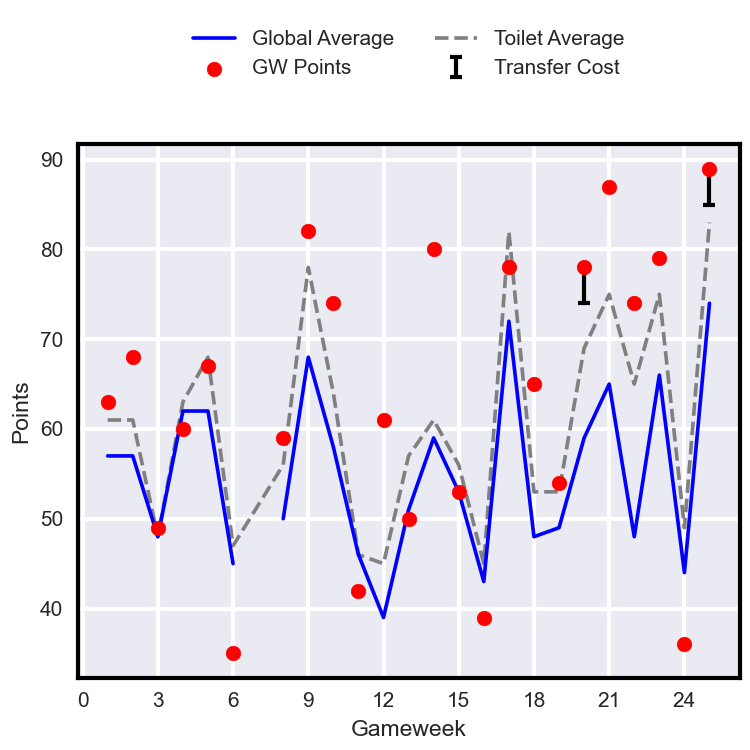 Global Average
Toilet Average
GW Points
Transfer Cost
90
80
70
60
50
40
Points
0 3 6 9 12 15 18 21 24
Gameweek